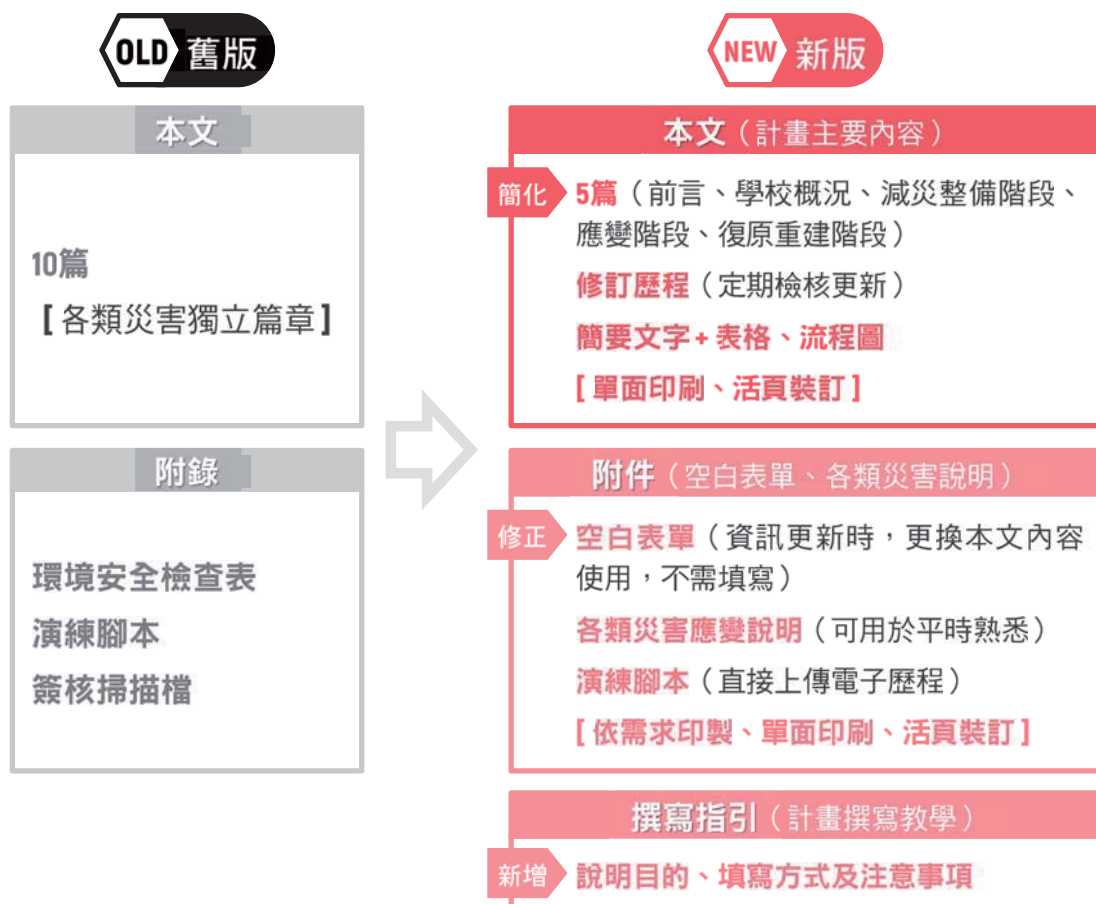 OLD 舊版
本文
10篇
【各類災害獨立篇章】
附錄
環境安全檢查表
演練腳本
簽核掃描檔
NEW 新版
本文（計畫主要內容）
簡化
5篇（前言、學校概況、減災整備階段、
應變階段、復原重建階段）
修訂歷程（定期檢核更新）
簡要文字+表格、流程圖
[單面印刷、活頁裝訂]
附件（空白表單、各類災害說明）
修正
空白表單（資訊更新時，更換本文內容
使用，不需填寫）
各類災害應變說明（可用於平時熟悉）
演練腳本（直接上傳電子歷程）
[依需求印製、單面印刷、活頁裝訂]
撰寫指引（計畫撰寫教學）
新增
說明目的、填寫方式及注意事項